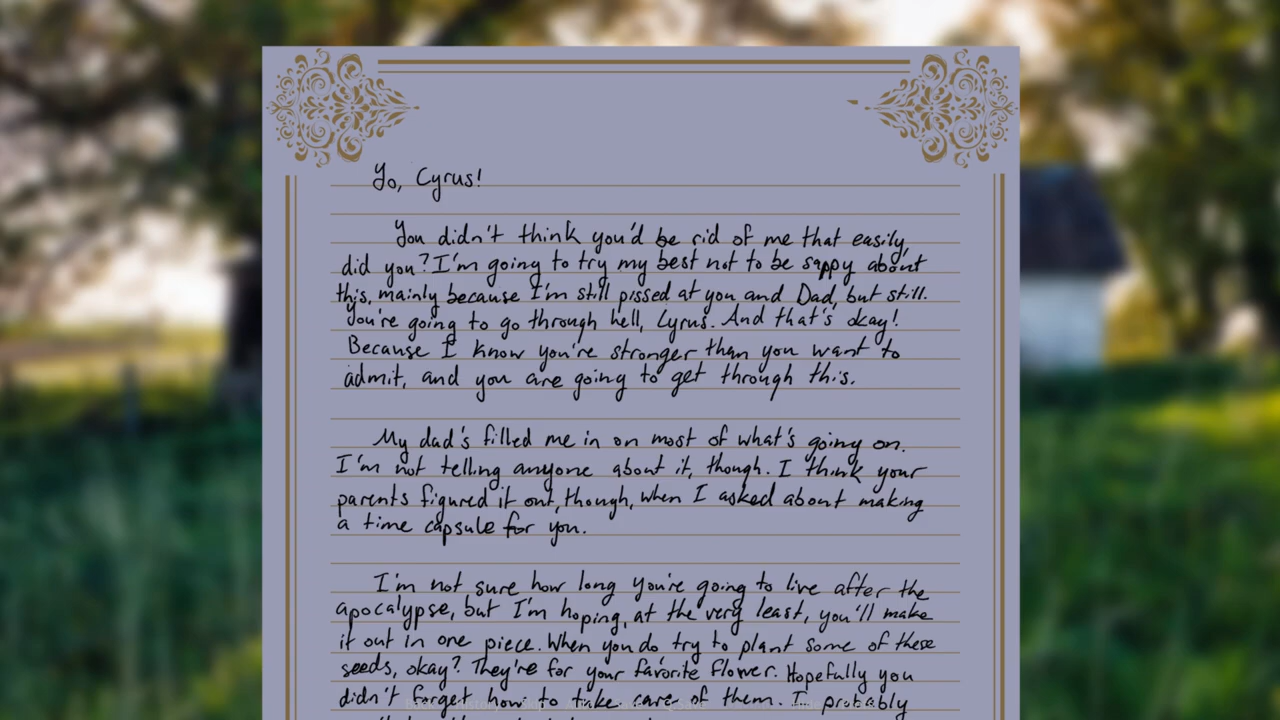 Yo, Cyrus!
You didn't think you'd be rid of me that easily,
did you? I'm going to try my best not to be sappy about
this, mainly because I'm still pissed at you and Dad, but still.
You're going to go through hell, Cyrus. And that's okay!
Because I know you're stronger than you want to
admit, and you are going to get through this.
My dad's filled me in on most of what's going on.
I'm not telling anyone about it, though. I think your
parents figured it out, though, when I asked about making
a time capsule for you.
I'm not sure how long you're going to live after the
apocalypse, but I'm hoping, at the very least, you'll make
it out in one piece. When you do try to plant some of these
seeds, okay? They're for your favorite flower. Hopefully you
didn't forget how to take care of them. I probably